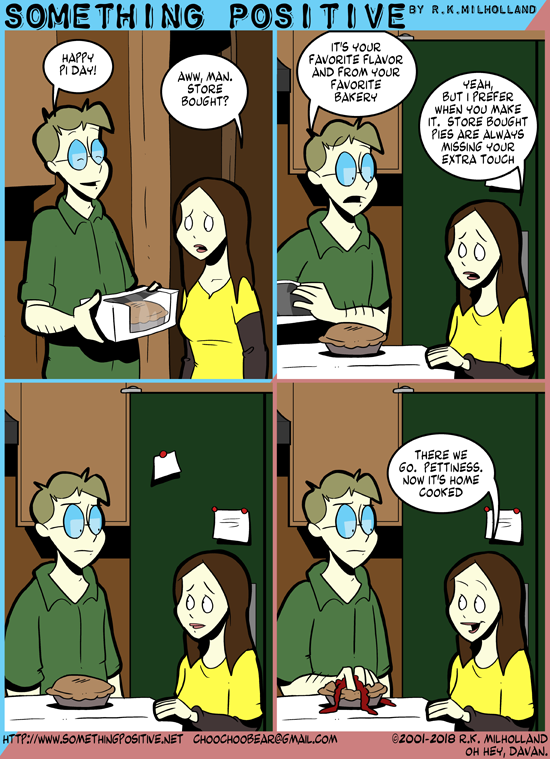 SOMETHING POSITIVE BY R.K.MILHOLLAND
HAPPY
PI DAY!
AWW, MAN.
STORE
BOUGHT?
IT'S YOUR
FAVORITE FLAVOR
AND FROM YOUR
FAVORITE
BAKERY
YEAH,
BUT I PREFER
WHEN YOU MAKE
IT. STORE BOUGHT
PIES ARE ALWAYS
MISSING YOUR
EXTRA TOUCH
THERE WE
GO. PETTINESS.
NOW IT'S HOME
COOKED
HTTP://WWW.SOMETHINGPOSITIVE.NET CHOOCHOOBEAR@GMAIL.COM
©2001-2018 R.K. MILHOLLAND
OH HEY, DAVAN.